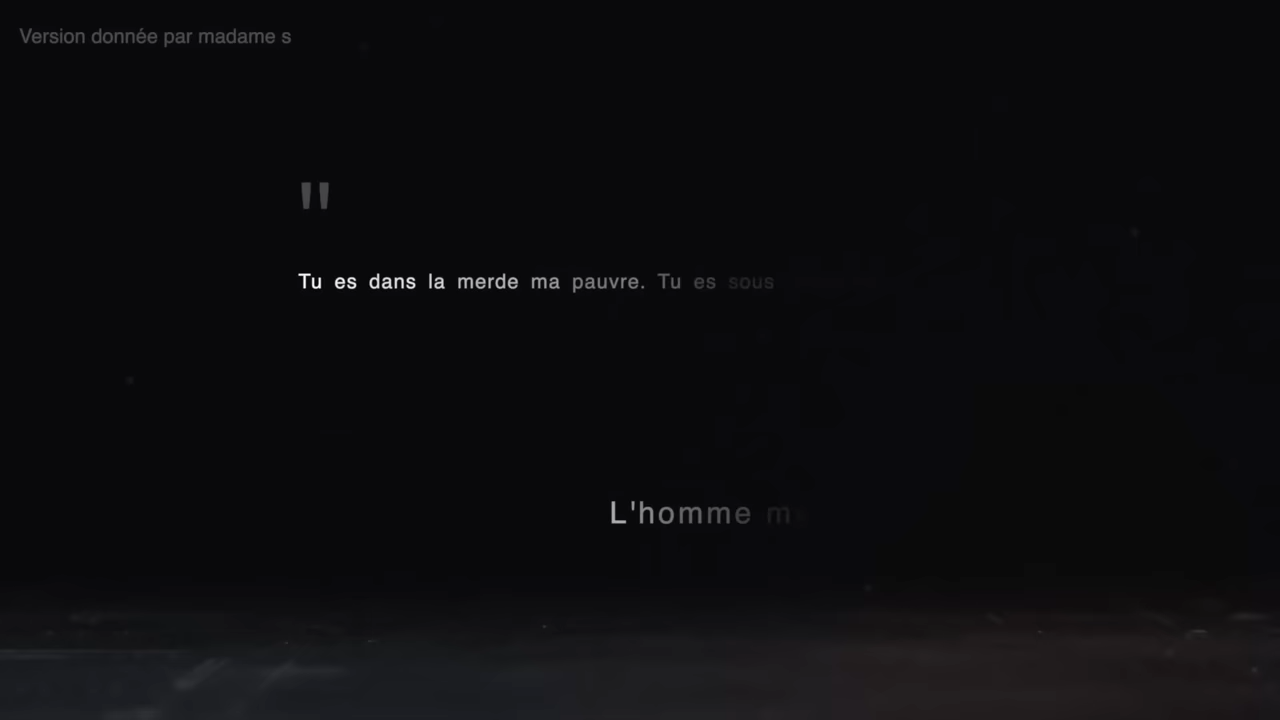 Version donnée par madame s
"
Tu es dans la merde ma pauvre. Tu es sous
L'homme